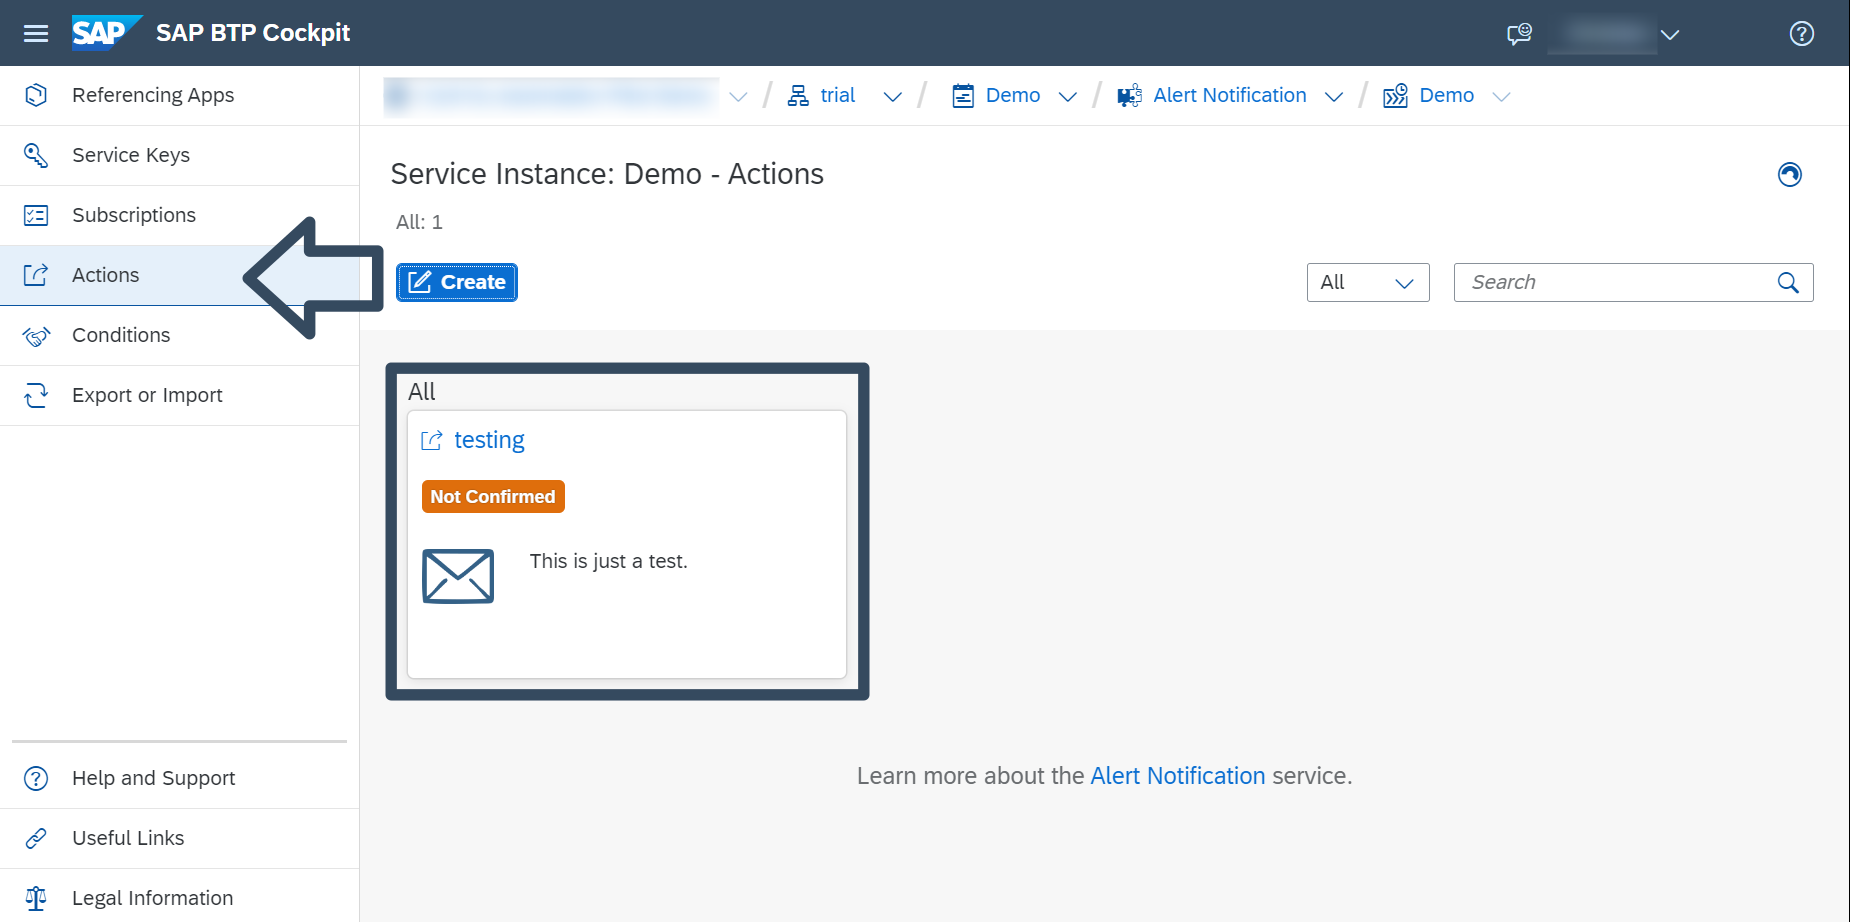 SAP SAP BTP Cockpit
Referencing Apps
Service Keys
Subscriptions
Actions
Conditions
Export or Import
Help and Support
Useful Links
Legal Information
/ trial / Demo / Alert Notification / Demo
Service Instance: Demo - Actions
All: 1
Create
All
Search
All
testing
Not Confirmed
This is just a test.
Learn more about the Alert Notification service.